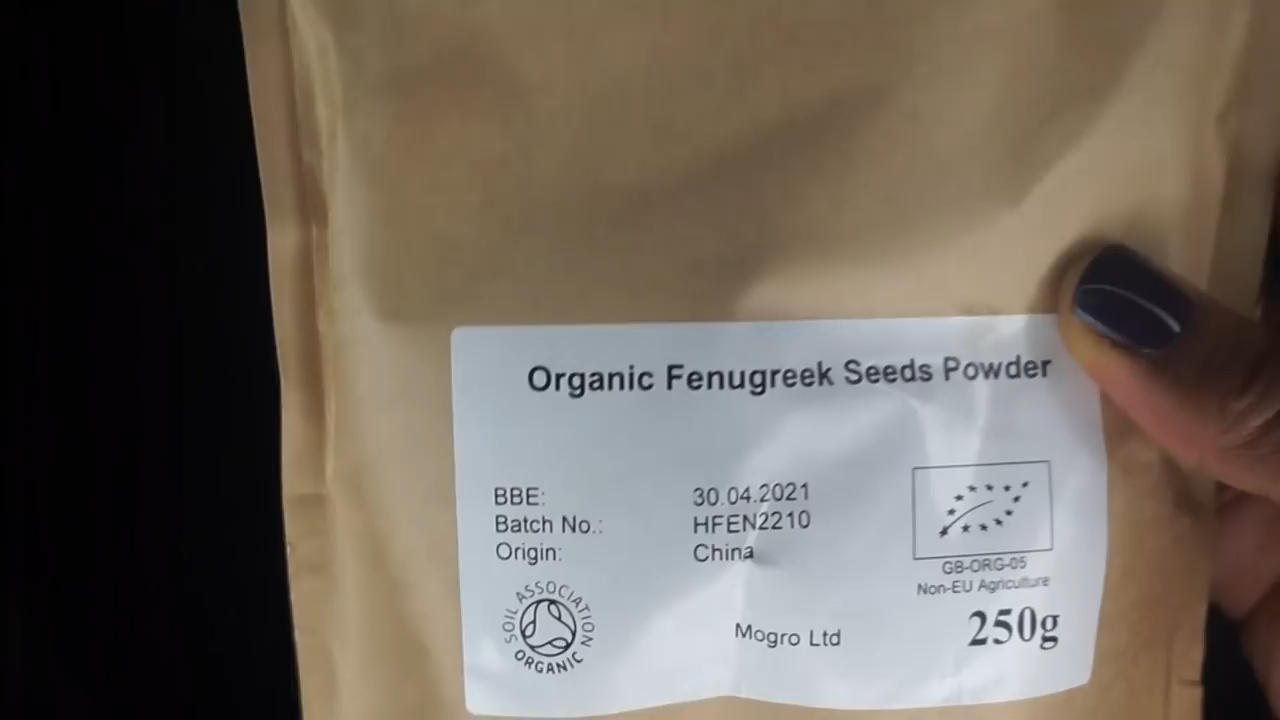 Organic Fenugreek Seeds Powder
BBE: 30.04.2021
Batch No.: HFEN2210
Origin: China
GB-ORG-05
Non-EU Agriculture
SOIL ASSOCIATION
ORGANIC
Mogro Ltd
250g